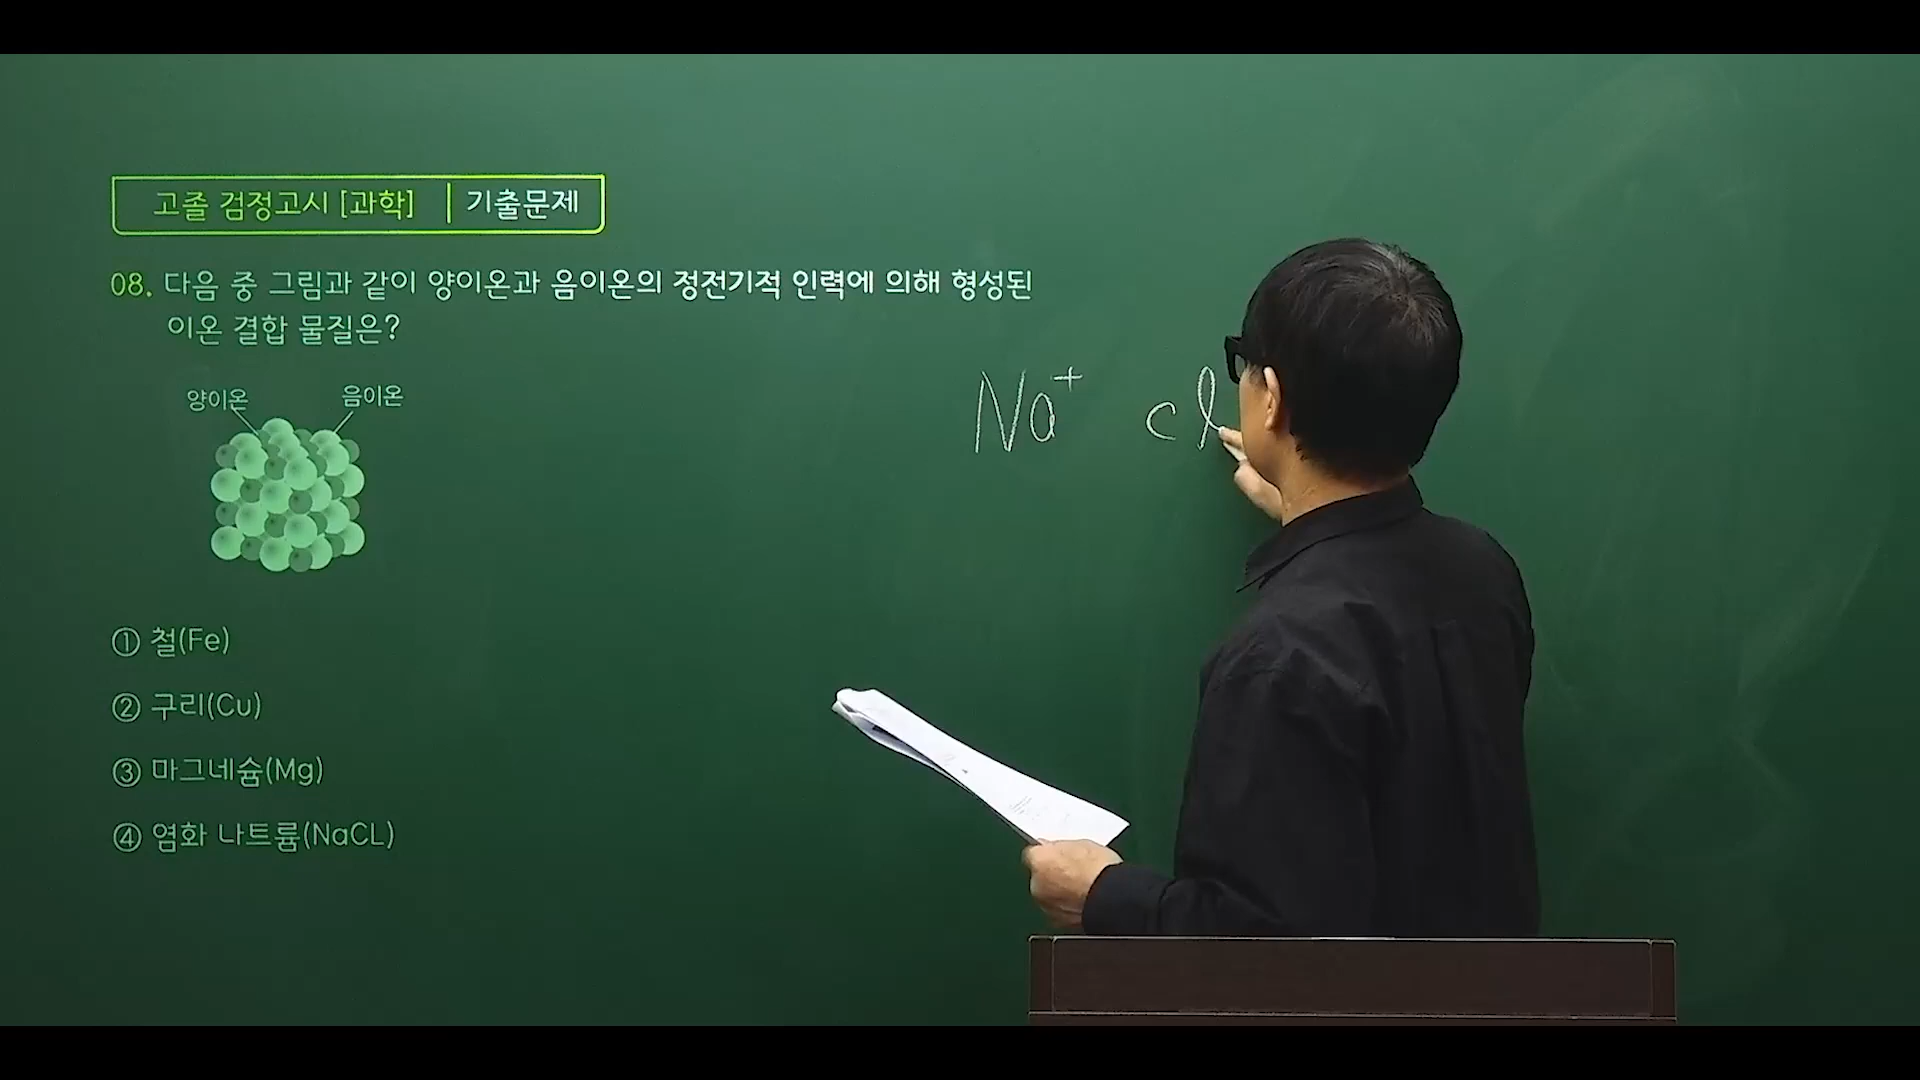 고졸 검정고시 [과학] | 기출문제
08. 다음 중 그림과 같이 양이온과 음이온의 정전기적 인력에 의해 형성된
이온 결합 물질은?
양이온 음이온
Na⁺ Cl
① 철(Fe)
② 구리(Cu)
③ 마그네슘(Mg)
④ 염화 나트륨(NaCL)